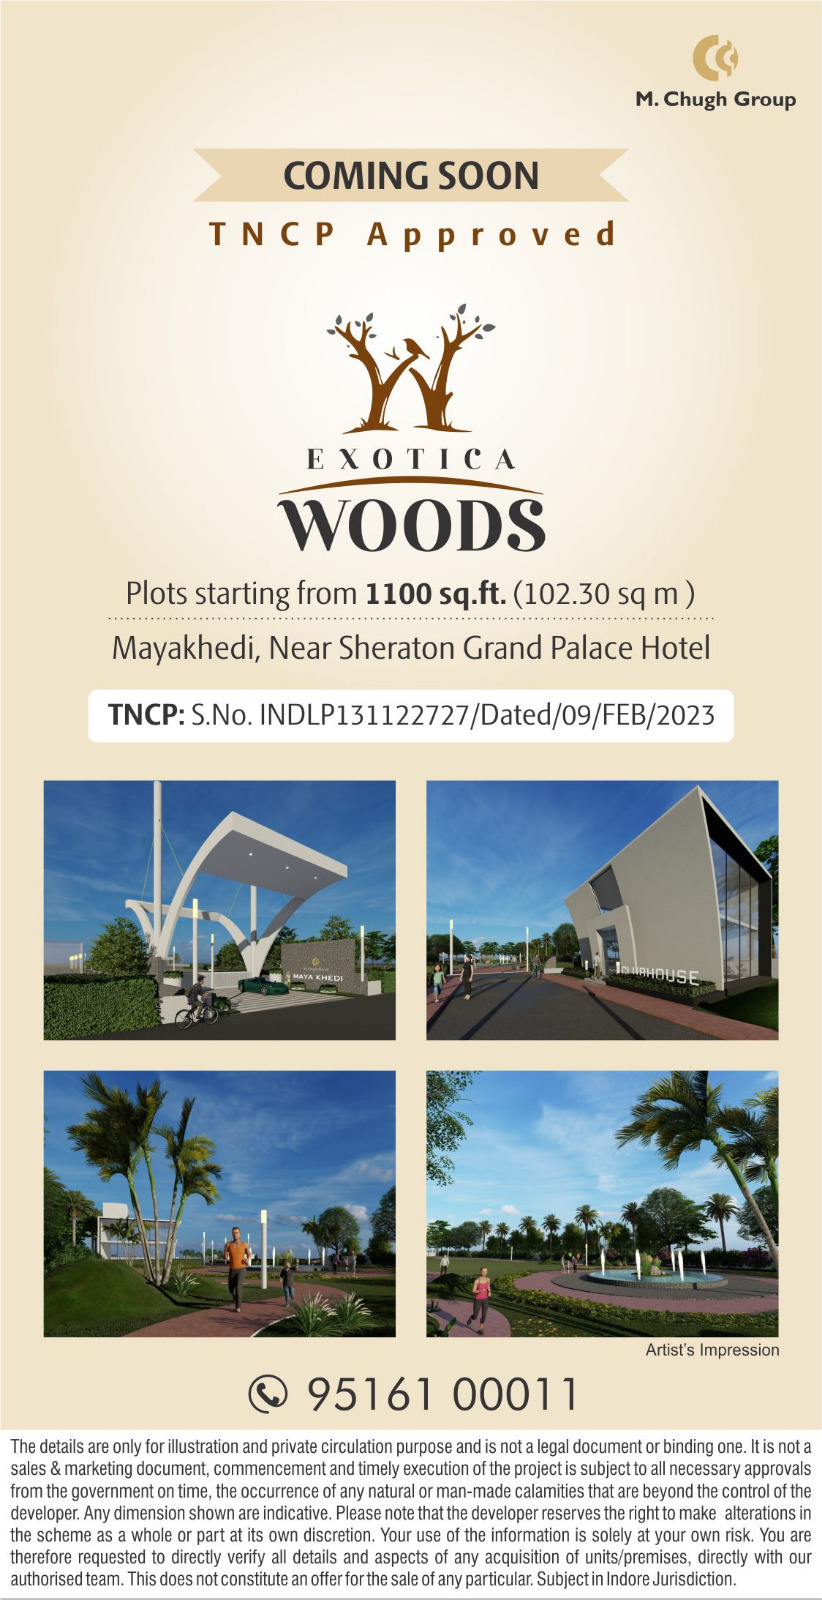 M. Chugh Group
COMING SOON
TNCP Approved
EXOTICA
WOODS
Plots starting from 1100 sq.ft. (102.30 sq m )
Mayakhedi, Near Sheraton Grand Palace Hotel
TNCP: S.No. INDLP131122727/Dated/09/FEB/2023
M. Chugh Group
MAYA KHEDI
CLUBHOUSE
Artist's Impression
95161 00011
The details are only for illustration and private circulation purpose and is not a legal document or binding one. It is not a
sales & marketing document, commencement and timely execution of the project is subject to all necessary approvals
from the government on time, the occurrence of any natural or man-made calamities that are beyond the control of the
developer. Any dimension shown are indicative. Please note that the developer reserves the right to make alterations in
the scheme as a whole or part at its own discretion. Your use of the information is solely at your own risk. You are
therefore requested to directly verify all details and aspects of any acquisition of units/premises, directly with our
authorised team. This does not constitute an offer for the sale of any particular. Subject in Indore Jurisdiction.